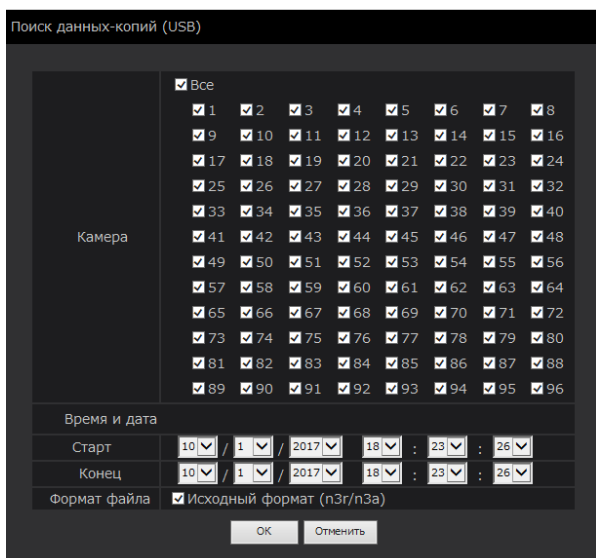 Поиск данных-копий (USB)
Все
1 2 3 4 5 6 7 8
9 10 11 12 13 14 15 16
17 18 19 20 21 22 23 24
25 26 27 28 29 30 31 32
33 34 35 36 37 38 39 40
Камера 41 42 43 44 45 46 47 48
49 50 51 52 53 54 55 56
57 58 59 60 61 62 63 64
65 66 67 68 69 70 71 72
73 74 75 76 77 78 79 80
81 82 83 84 85 86 87 88
89 90 91 92 93 94 95 96
Время и дата
Старт 10 / 1 / 2017 18 : 23 : 26
Конец 10 / 1 / 2017 18 : 23 : 26
Формат файла Исходный формат (n3r/n3a)
ОК Отменить